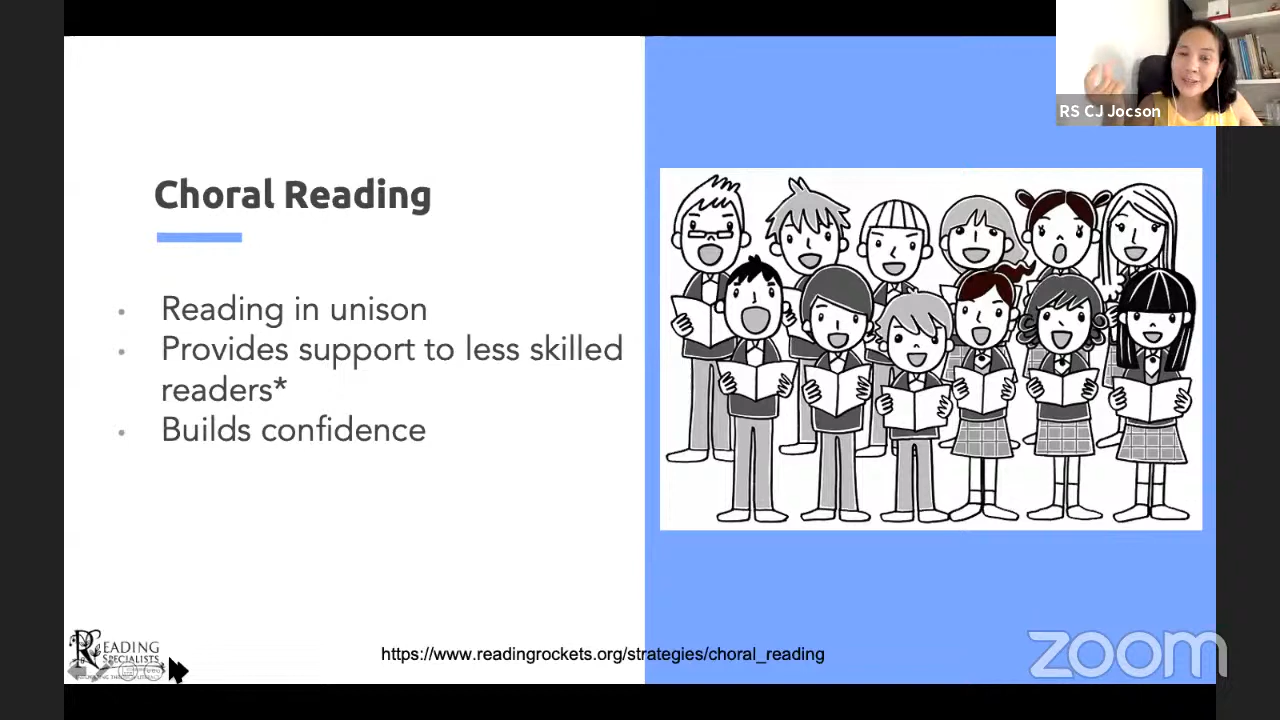 RS CJ Jocson
Choral Reading
Reading in unison
Provides support to less skilled
readers*
Builds confidence
READING
SPECIALISTS
https://www.readingrockets.org/strategies/choral_reading
zoom